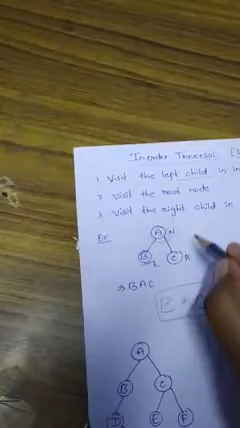 Inorder Traversal [L
1 Visit the left child in in
2 Visit the root node
3 Visit the right child in
Ex
A N
B L C R
⇒ BAC
A
B C
D E F